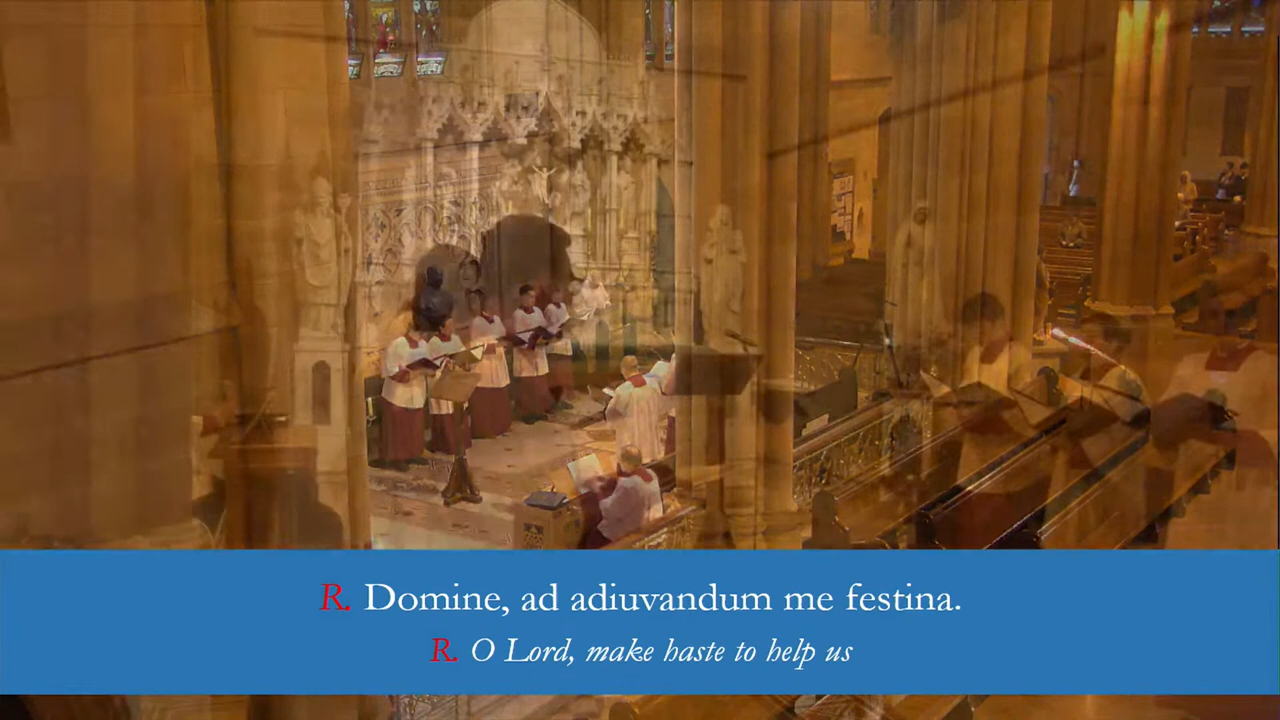 R. Domine, ad adiuvandum me festina.
R. O Lord, make haste to help us